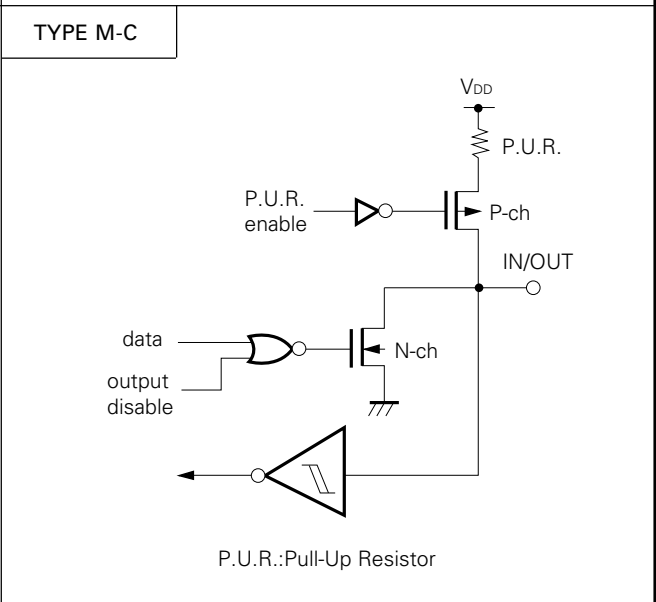 TYPE M-C
VDD
P.U.R.
P.U.R.
enable
P-ch
IN/OUT
data
N-ch
output
disable
P.U.R.:Pull-Up Resistor